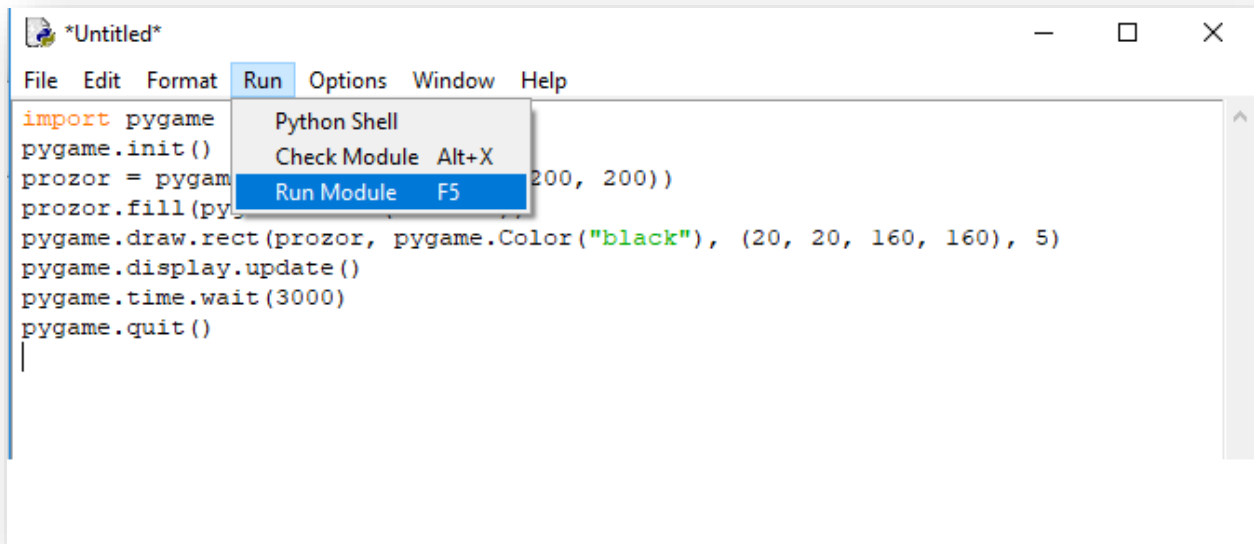 *Untitled*
File Edit Format Run Options Window Help
import pygame
Python Shell
pygame.init()
Check Module Alt+X
prozor = pygam 200, 200))
Run Module F5
prozor.fill(py
pygame.draw.rect(prozor, pygame.Color("black"), (20, 20, 160, 160), 5)
pygame.display.update()
pygame.time.wait(3000)
pygame.quit()